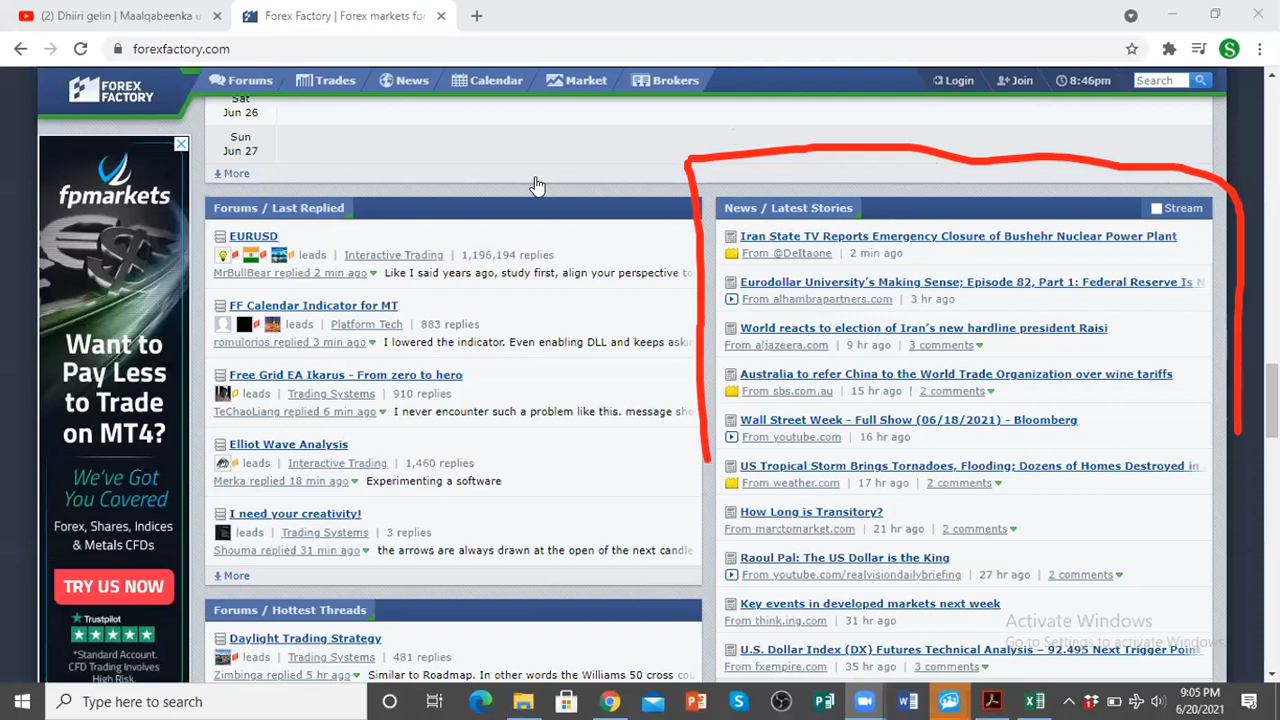 (2) Dhiiri gelin | Maalqabeenka u
Forex Factory | Forex markets for
forexfactory.com
S
FOREX FACTORY
Forums
Trades
News
Calendar
Market
Brokers
Login
Join
8:46pm
Search
Sat
Jun 26
Sun
Jun 27
More
fpmarkets
Want to
Pay Less
to Trade
on MT4?
We've Got
You Covered
Forex, Shares, Indices
& Metals CFDs
TRY US NOW
Trustpilot
*Standard Account.
CFD Trading Involves
High Risk.
Forums / Last Replied
EURUSD
leads | Interactive Trading | 1,196,194 replies
MrBullBear replied 2 min ago Like I said years ago, study first, align your perspective to
FF Calendar Indicator for MT
leads | Platform Tech | 883 replies
romulorios replied 3 min ago I lowered the indicator. Even enabling DLL and keeps askin
Free Grid EA Ikarus - From zero to hero
leads | Trading Systems | 910 replies
TeChaoLiang replied 6 min ago I never encounter such a problem like this. message sho
Elliot Wave Analysis
leads | Interactive Trading | 1,460 replies
Merka replied 18 min ago Experimenting a software
I need your creativity!
leads | Trading Systems | 3 replies
Shouma replied 31 min ago the arrows are always drawn at the open of the next candle
More
Forums / Hottest Threads
Daylight Trading Strategy
leads | Trading Systems | 481 replies
Zimbinga replied 5 hr ago Similar to Roadmap. In other words the Williams 50 cross cou
News / Latest Stories
Stream
Iran State TV Reports Emergency Closure of Bushehr Nuclear Power Plant
From @DeItaone | 2 min ago
Eurodollar University's Making Sense; Episode 82, Part 1: Federal Reserve Is N
From alhambrapartners.com | 3 hr ago
World reacts to election of Iran's new hardline president Raisi
From aljazeera.com | 9 hr ago | 3 comments
Australia to refer China to the World Trade Organization over wine tariffs
From sbs.com.au | 15 hr ago | 2 comments
Wall Street Week - Full Show (06/18/2021) - Bloomberg
From youtube.com | 16 hr ago
US Tropical Storm Brings Tornadoes, Flooding; Dozens of Homes Destroyed in
From weather.com | 17 hr ago | 2 comments
How Long is Transitory?
From marctomarket.com | 21 hr ago | 2 comments
Raoul Pal: The US Dollar is the King
From youtube.com/realvisiondailybriefing | 27 hr ago | 2 comments
Key events in developed markets next week
From think.ing.com | 31 hr ago
U.S. Dollar Index (DX) Futures Technical Analysis – 92.495 Next Trigger Point
From fxempire.com | 35 hr ago | 3 comments
Activate Windows
Go to Settings to activate Windows.
Type here to search
9:05 PM
6/20/2021